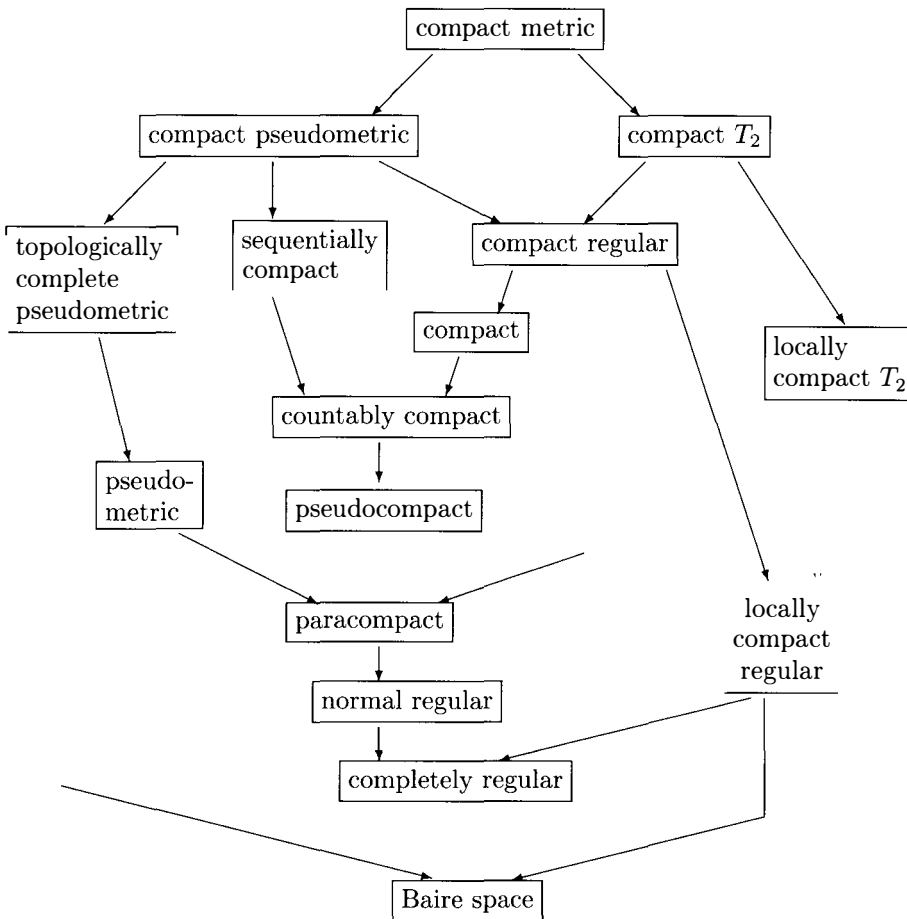 compact metric
compact pseudometric
compact T₂
topologically
complete
pseudometric
sequentially
compact
compact regular
compact
locally
compact T₂
countably compact
pseudo-
metric
pseudocompact
paracompact
locally
compact
regular
normal regular
completely regular
Baire space